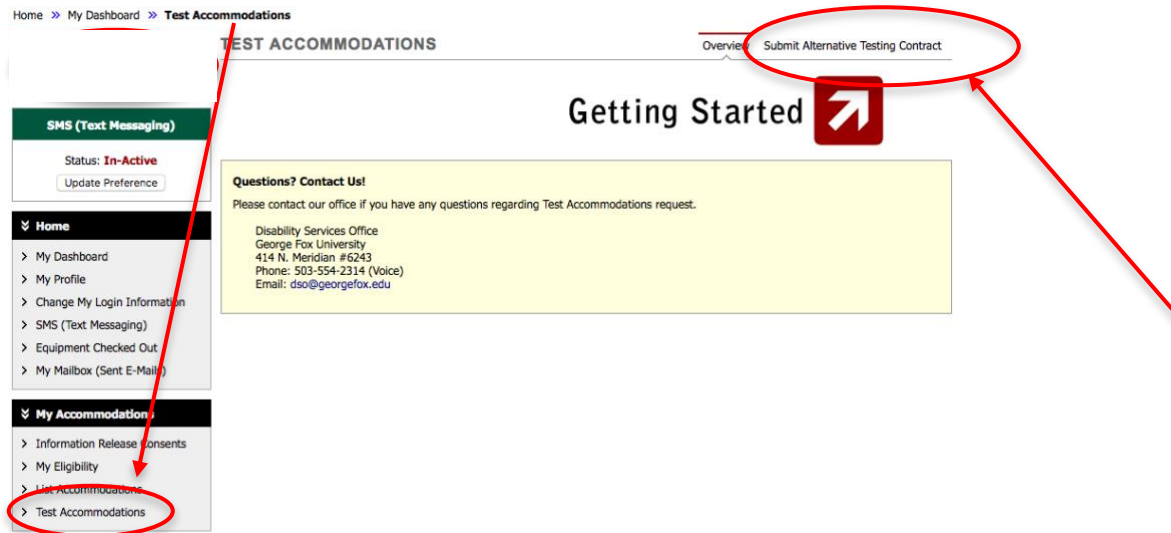 Home » My Dashboard » Test Accommodations
TEST ACCOMMODATIONS
Overview Submit Alternative Testing Contract
Getting Started
SMS (Text Messaging)
Status: In-Active
Update Preference
Home
> My Dashboard
> My Profile
> Change My Login Information
> SMS (Text Messaging)
> Equipment Checked Out
> My Mailbox (Sent E-Mails)
My Accommodations
> Information Release Consents
> My Eligibility
> List Accommodations
> Test Accommodations
Questions? Contact Us!
Please contact our office if you have any questions regarding Test Accommodations request.
Disability Services Office
George Fox University
414 N. Meridian #6243
Phone: 503-554-2314 (Voice)
Email: dso@georgefox.edu